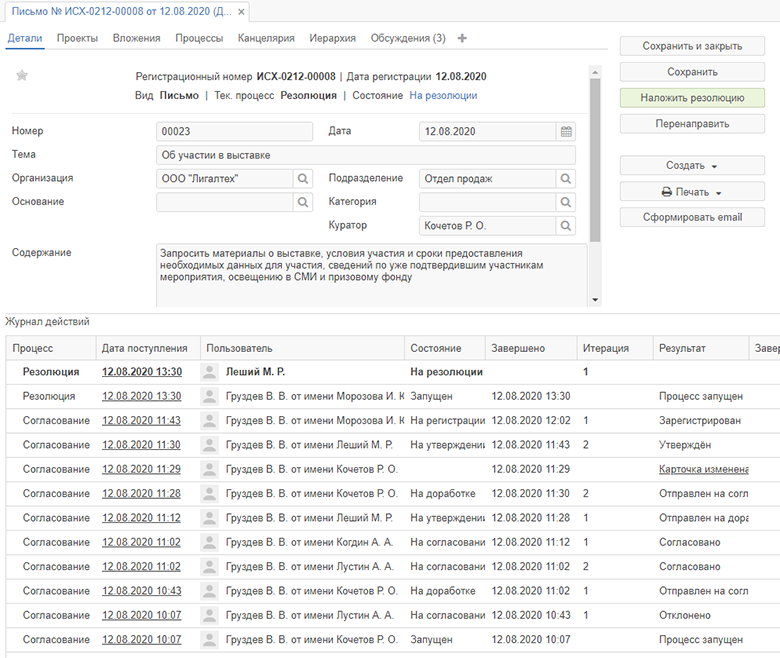 Письмо № ИСХ-0212-00008 от 12.08.2020 (Д...
Детали Проекты Вложения Процессы Канцелярия Иерархия Обсуждения (3)
Сохранить и закрыть
Сохранить
Наложить резолюцию
Перенаправить
Создать
Печать
Сформировать email
Регистрационный номер ИСХ-0212-00008 | Дата регистрации 12.08.2020
Вид Письмо | Тек. процесс Резолюция | Состояние На резолюции
Номер 00023 Дата 12.08.2020
Тема Об участии в выставке
Организация ООО "Лигалтех" Подразделение Отдел продаж
Основание Категория
Куратор Кочетов Р. О.
Содержание Запросить материалы о выставке, условия участия и сроки предоставления
необходимых данных для участия, сведений по уже подтвердившим участникам
мероприятия, освещению в СМИ и призовому фонду
Журнал действий
Процесс Дата поступления Пользователь Состояние Завершено Итерация Результат Завер
Резолюция 12.08.2020 13:30 Леший М. Р. На резолюции 1
Резолюция 12.08.2020 13:30 Груздев В. В. от имени Морозова И. К Запущен 12.08.2020 13:30 Процесс запущен
Согласование 12.08.2020 11:43 Груздев В. В. от имени Морозова И. К На регистрации 12.08.2020 12:02 1 Зарегистрирован
Согласование 12.08.2020 11:30 Груздев В. В. от имени Леший М. Р. На утверждении 12.08.2020 11:43 2 Утверждён
Согласование 12.08.2020 11:29 Груздев В. В. от имени Кочетов Р. О. 12.08.2020 11:29 Карточка изменена
Согласование 12.08.2020 11:28 Груздев В. В. от имени Кочетов Р. О. На доработке 12.08.2020 11:30 2 Отправлен на согл
Согласование 12.08.2020 11:12 Груздев В. В. от имени Леший М. Р. На утверждении 12.08.2020 11:28 1 Отправлен на дора
Согласование 12.08.2020 11:02 Груздев В. В. от имени Когдин А. А. На согласовани 12.08.2020 11:12 1 Согласовано
Согласование 12.08.2020 11:02 Груздев В. В. от имени Лустин А. А. На согласовани 12.08.2020 11:02 2 Согласовано
Согласование 12.08.2020 10:43 Груздев В. В. от имени Кочетов Р. О. На доработке 12.08.2020 11:02 1 Отправлен на согл
Согласование 12.08.2020 10:07 Груздев В. В. от имени Лустин А. А. На согласовани 12.08.2020 10:43 1 Отклонено
Согласование 12.08.2020 10:07 Груздев В. В. от имени Кочетов Р. О. Запущен 12.08.2020 10:07 Процесс запущен